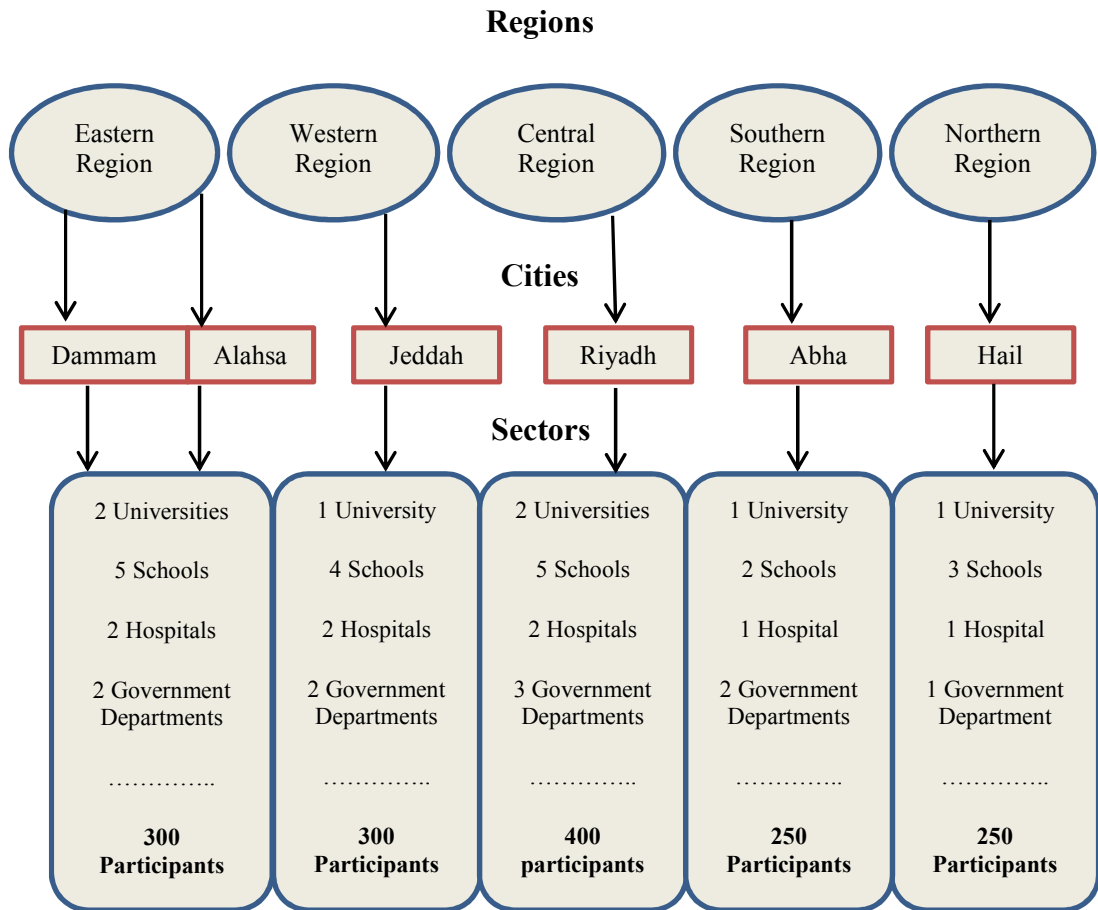 Regions
Eastern
Region
Western
Region
Central
Region
Southern
Region
Northern
Region
Cities
Dammam
Alahsa
Jeddah
Riyadh
Abha
Hail
Sectors
2 Universities
5 Schools
2 Hospitals
2 Government
Departments
…………..
300
Participants
1 University
4 Schools
2 Hospitals
2 Government
Departments
…………..
300
Participants
2 Universities
5 Schools
2 Hospitals
3 Government
Departments
…………..
400
participants
1 University
2 Schools
1 Hospital
2 Government
Departments
…………..
250
Participants
1 University
3 Schools
1 Hospital
1 Government
Department
…………..
250
Participants